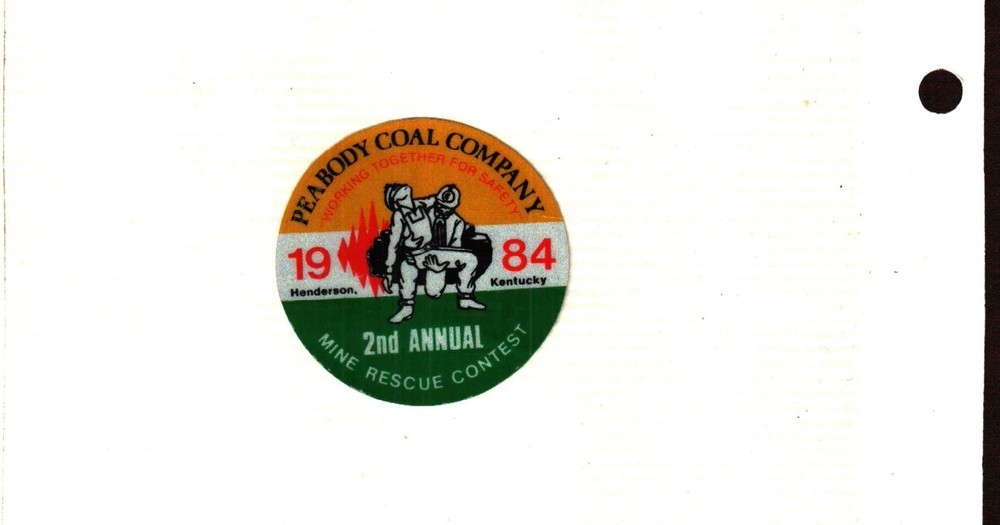 PEABODY COAL COMPANY
WORKING TOGETHER FOR SAFETY
19 84
Henderson, Kentucky
2nd ANNUAL
MINE RESCUE CONTEST